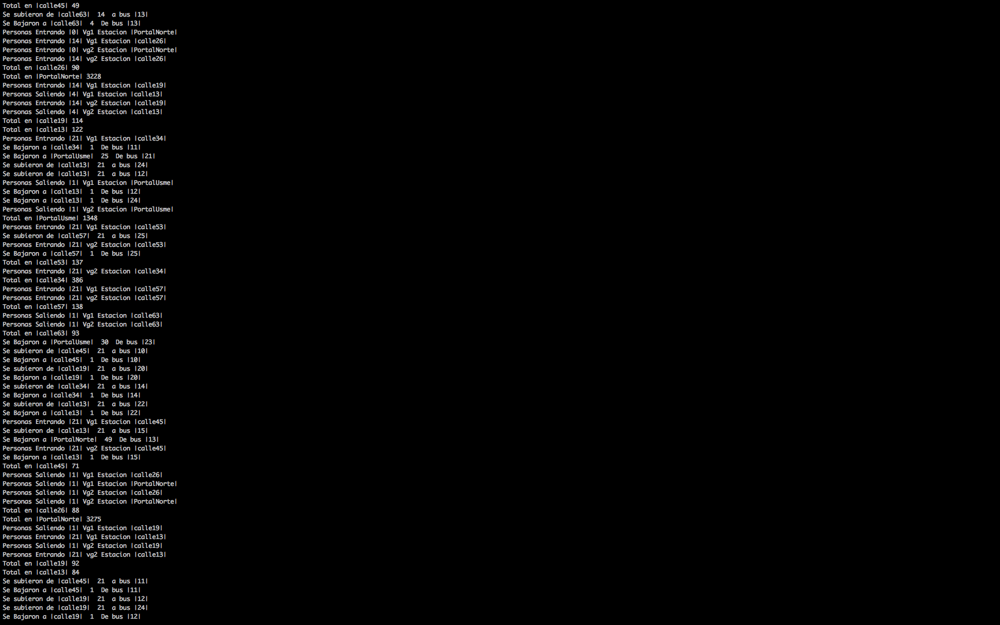 Total en |calle45| 49
Se subieron de |calle63|  14  a bus |13|
Se Bajaron a |calle63|  4  De bus |13|
Personas Entrando |0| Vg1 Estacion |PortalNorte|
Personas Entrando |14| Vg1 Estacion |calle26|
Personas Entrando |0| vg2 Estacion |PortalNorte|
Personas Entrando |14| vg2 Estacion |calle26|
Total en |calle26| 90
Total en |PortalNorte| 3228
Personas Entrando |14| Vg1 Estacion |calle19|
Personas Saliendo |4| Vg1 Estacion |calle13|
Personas Entrando |14| vg2 Estacion |calle19|
Personas Saliendo |4| Vg2 Estacion |calle13|
Total en |calle19| 114
Total en |calle13| 122
Personas Entrando |21| Vg1 Estacion |calle34|
Se Bajaron a |calle34|  1  De bus |11|
Se Bajaron a |PortalUsme|  25  De bus |21|
Se subieron de |calle13|  21  a bus |24|
Se subieron de |calle13|  21  a bus |12|
Personas Saliendo |1| Vg1 Estacion |PortalUsme|
Se Bajaron a |calle13|  1  De bus |12|
Se Bajaron a |calle13|  1  De bus |24|
Personas Saliendo |1| Vg2 Estacion |PortalUsme|
Total en |PortalUsme| 1348
Personas Entrando |21| Vg1 Estacion |calle53|
Se subieron de |calle57|  21  a bus |25|
Personas Entrando |21| vg2 Estacion |calle53|
Se Bajaron a |calle57|  1  De bus |25|
Total en |calle53| 137
Personas Entrando |21| vg2 Estacion |calle34|
Total en |calle34| 386
Personas Entrando |21| Vg1 Estacion |calle57|
Personas Entrando |21| vg2 Estacion |calle57|
Total en |calle57| 138
Personas Saliendo |1| Vg1 Estacion |calle63|
Personas Saliendo |1| Vg2 Estacion |calle63|
Total en |calle63| 93
Se Bajaron a |PortalUsme|  30  De bus |23|
Se subieron de |calle45|  21  a bus |10|
Se Bajaron a |calle45|  1  De bus |10|
Se subieron de |calle19|  21  a bus |20|
Se Bajaron a |calle19|  1  De bus |20|
Se subieron de |calle34|  21  a bus |14|
Se Bajaron a |calle34|  1  De bus |14|
Se subieron de |calle13|  21  a bus |22|
Se Bajaron a |calle13|  1  De bus |22|
Personas Entrando |21| Vg1 Estacion |calle45|
Se subieron de |calle13|  21  a bus |15|
Se Bajaron a |PortalNorte|  49  De bus |13|
Personas Entrando |21| vg2 Estacion |calle45|
Se Bajaron a |calle13|  1  De bus |15|
Total en |calle45| 71
Personas Saliendo |1| Vg1 Estacion |calle26|
Personas Saliendo |1| Vg1 Estacion |PortalNorte|
Personas Saliendo |1| Vg2 Estacion |calle26|
Personas Saliendo |1| Vg2 Estacion |PortalNorte|
Total en |calle26| 88
Total en |PortalNorte| 3275
Personas Saliendo |1| Vg1 Estacion |calle19|
Personas Entrando |21| Vg1 Estacion |calle13|
Personas Saliendo |1| Vg2 Estacion |calle19|
Personas Entrando |21| vg2 Estacion |calle13|
Total en |calle19| 92
Total en |calle13| 84
Se subieron de |calle45|  21  a bus |11|
Se Bajaron a |calle45|  1  De bus |11|
Se subieron de |calle19|  21  a bus |12|
Se subieron de |calle19|  21  a bus |24|
Se Bajaron a |calle19|  1  De bus |12|